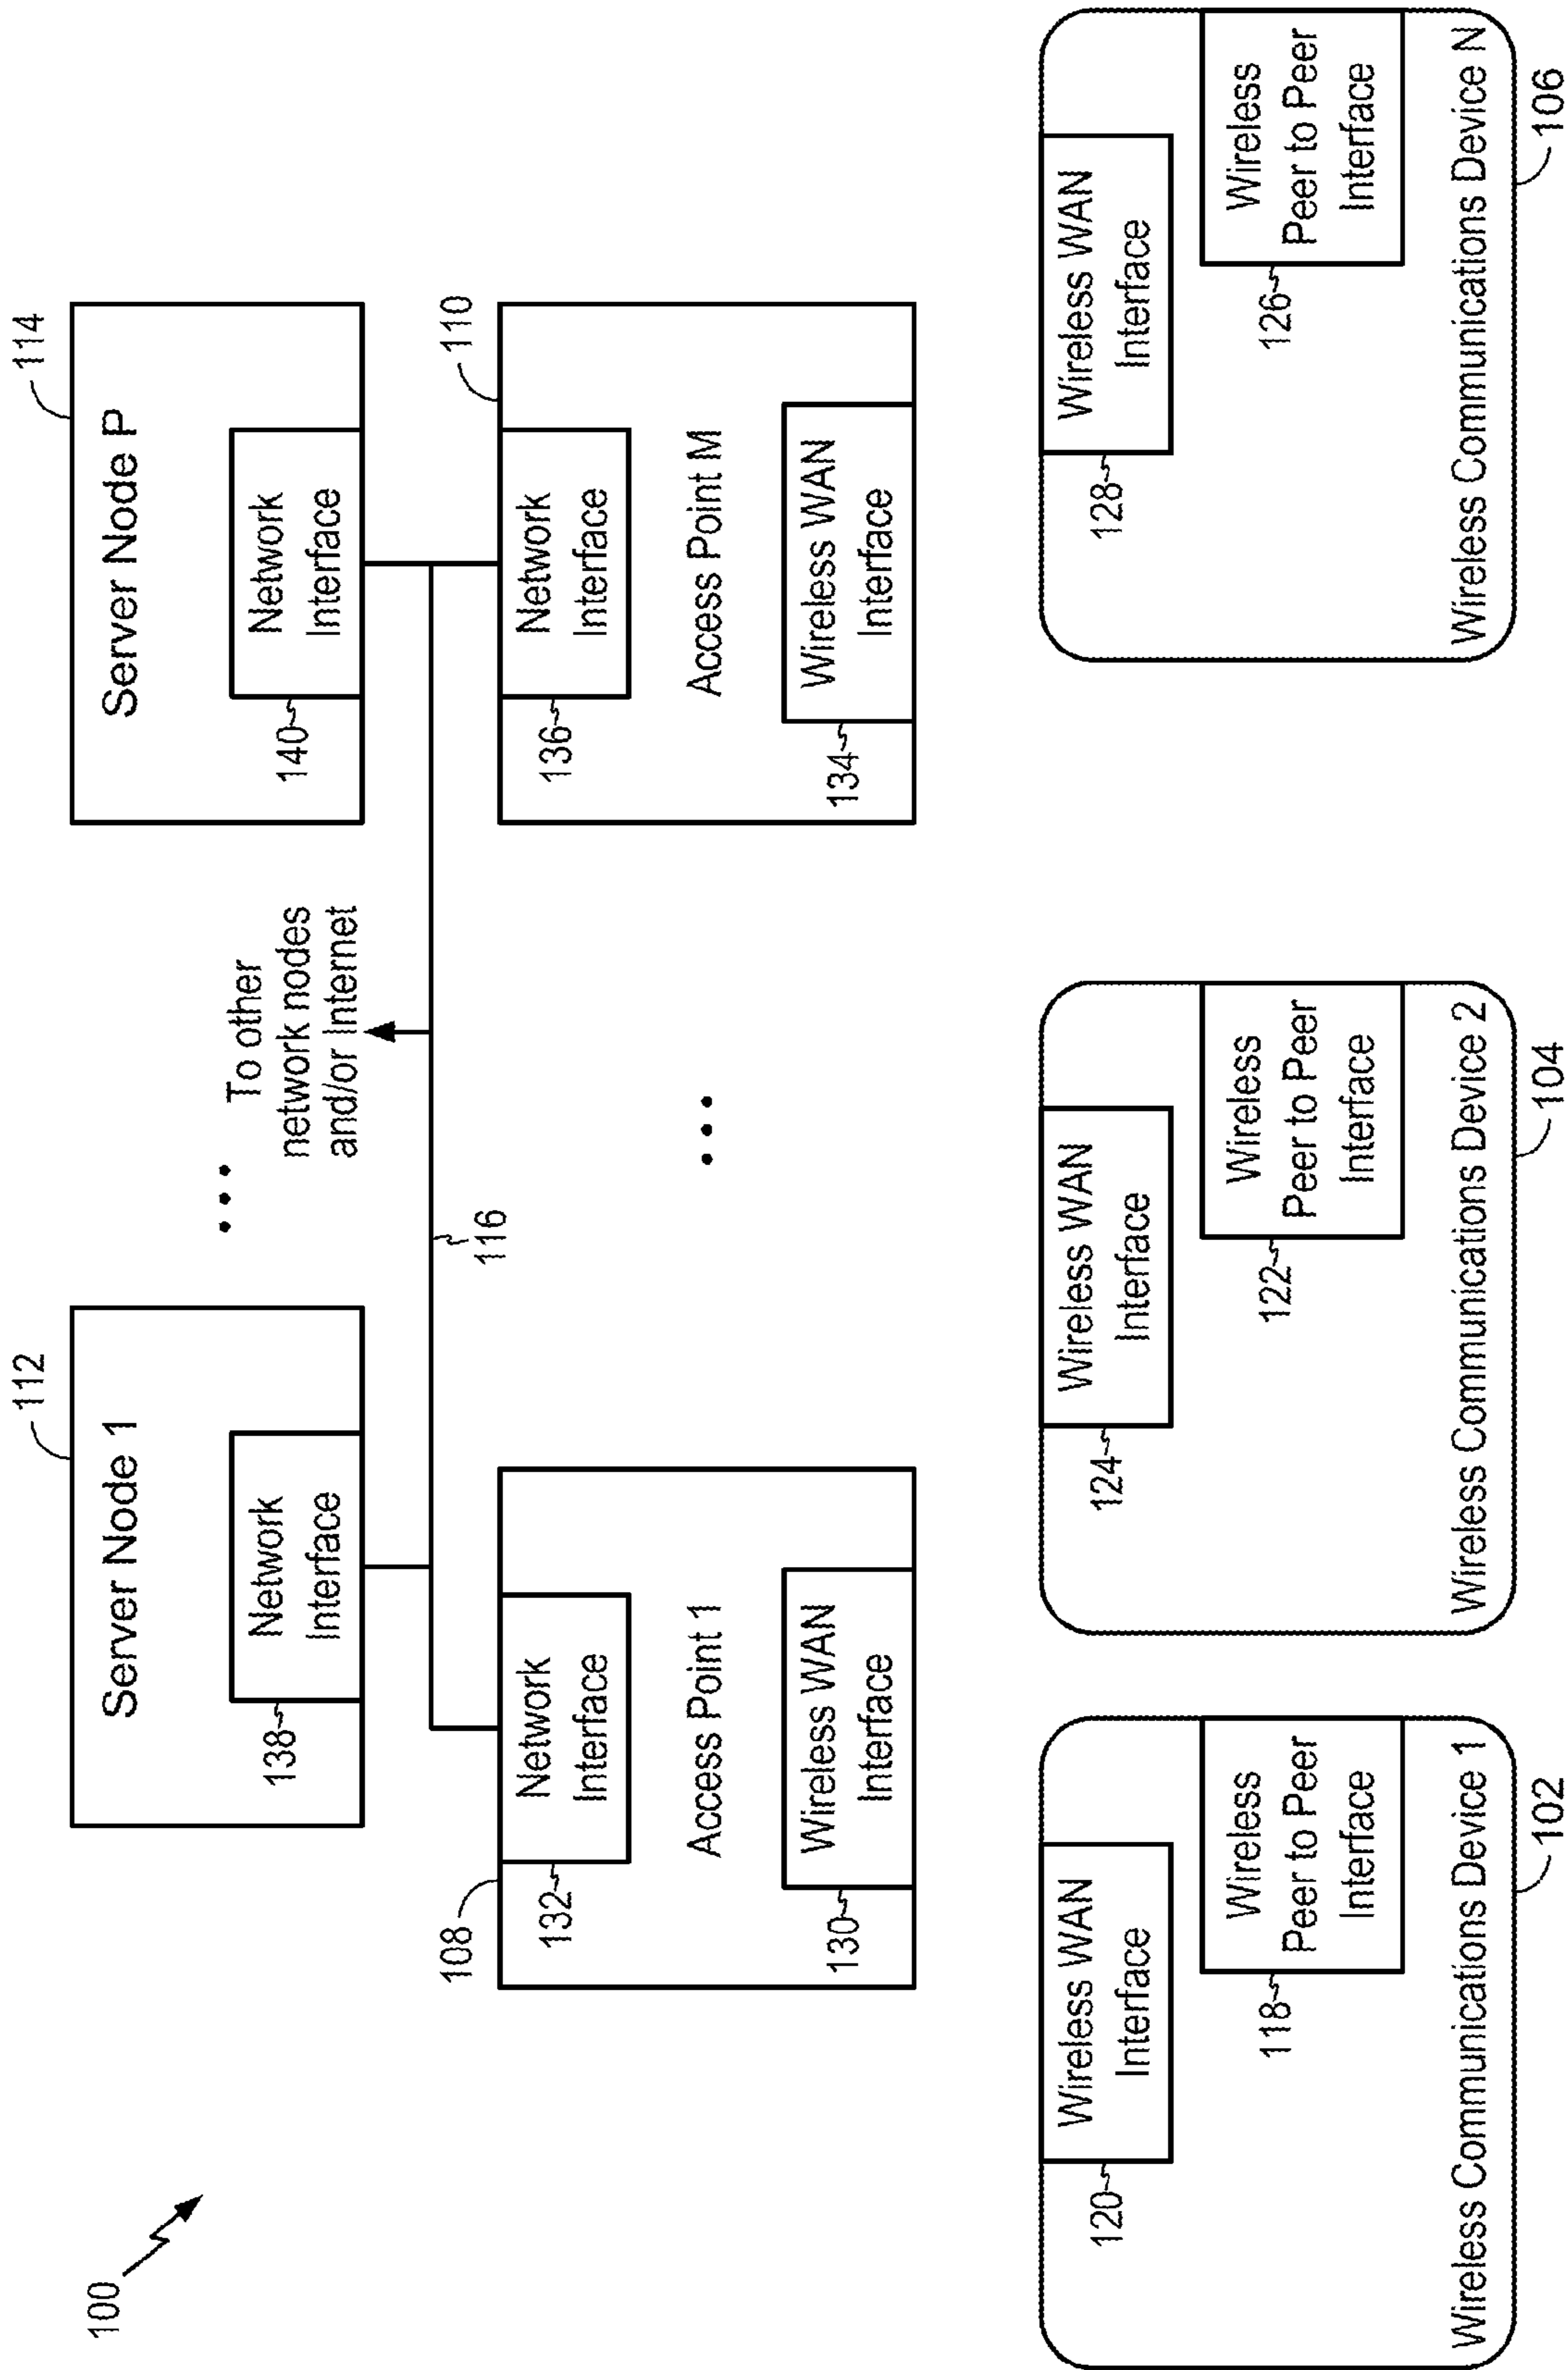 100
112
Server Node 1
Network
Interface
138
...
To other
network nodes
and/or Internet
114
Server Node P
Network
Interface
140
116
108
Network
Interface
132
Access Point 1
Wireless WAN
Interface
130
...
110
Network
Interface
136
Access Point M
Wireless WAN
Interface
134
Wireless WAN
Interface
120
Wireless
Peer to Peer
Interface
118
Wireless Communications Device 1
102
Wireless WAN
Interface
124
Wireless
Peer to Peer
Interface
122
Wireless Communications Device 2
104
Wireless WAN
Interface
128
Wireless
Peer to Peer
Interface
126
Wireless Communications Device N
106